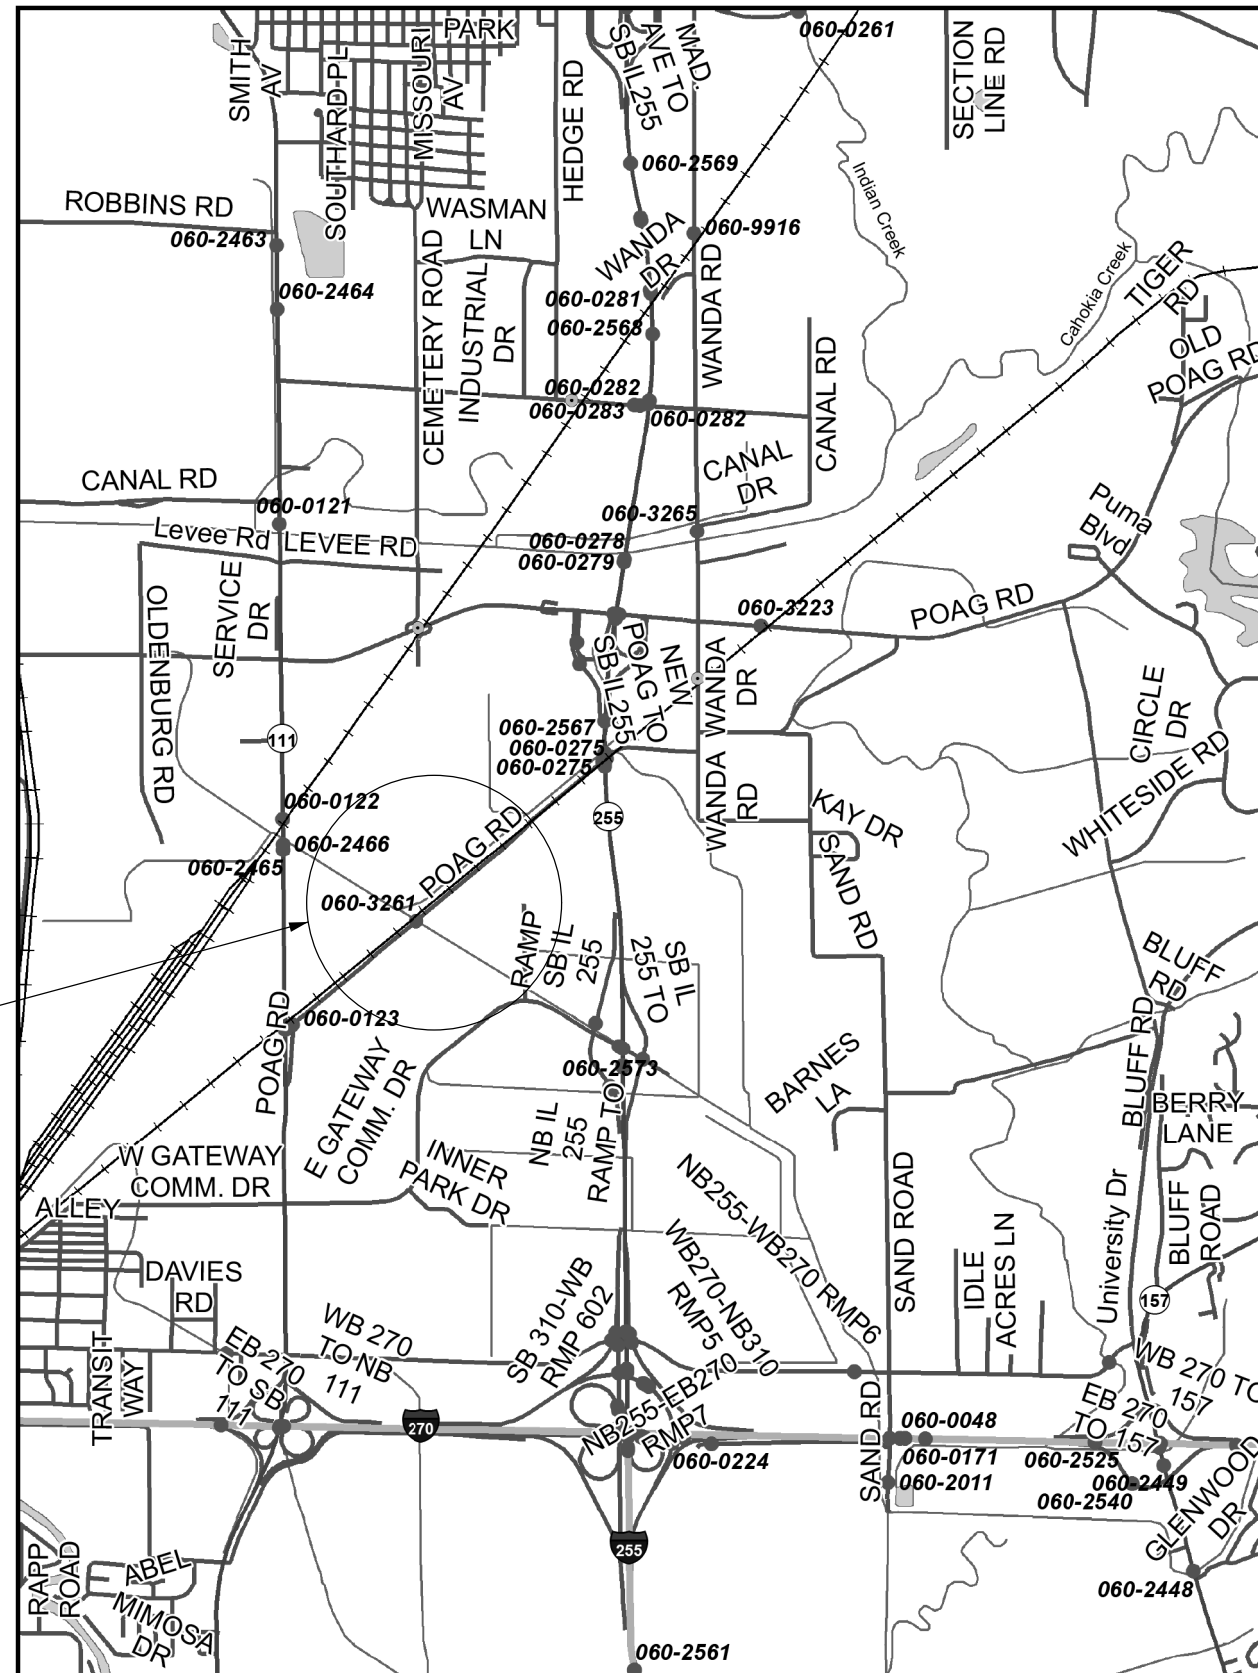 PARK
060-0261
SMITH
AV
SOUTHARD PL
MISSOURI
AV
HEDGE RD
MAD.
AVE TO
SB IL255
SECTION
LINE RD
060-2569
Indian Creek
ROBBINS RD
WASMAN
LN
060-2463
060-9916
WANDA
DR
Cahokia Creek
TIGER
RD
060-2464
CEMETERY ROAD
INDUSTRIAL
DR
060-0281
060-2568
WANDA RD
OLD
POAG RD
CANAL RD
060-0282
060-0283
060-0282
CANAL RD
CANAL
DR
060-0121
060-3265
Puma
Blvd
Levee Rd
LEVEE RD
060-0278
060-0279
OLDENBURG RD
SERVICE
DR
060-3223
POAG RD
POAG TO
SB IL255
NEW
WANDA
DR
CIRCLE
DR
111
060-2567
060-0275
060-0275
WHITESIDE RD
060-0122
255
WANDA
RD
KAY DR
060-2466
060-2465
POAG RD
SAND RD
060-3261
RAMP
SB IL
255
SB IL
255 TO
BLUFF
RD
060-0123
POAG RD
E GATEWAY
COMM. DR
060-2573
BARNES
LA
BLUFF RD
BERRY
LANE
NB IL
255
RAMP TO
W GATEWAY
COMM. DR
INNER
PARK DR
NB255-WB270 RMP6
SAND ROAD
University Dr
BLUFF
ROAD
ALLEY
IDLE
ACRES LN
DAVIES
RD
WB270-NB310
RMP5
SB 310-WB
RMP 602
157
WB 270
TO NB
111
EB 270
TO SB
111
TRANSIT
WAY
WB 270 TO
157
EB 270
TO 157
270
NB255-EB270
RMP7
SAND RD
060-0048
060-0171
060-0224
060-2525
060-2011
060-2449
060-2540
GLENWOOD
DR
255
RAPP
ROAD
ABEL
MIMOSA
DR
060-2448
060-2561